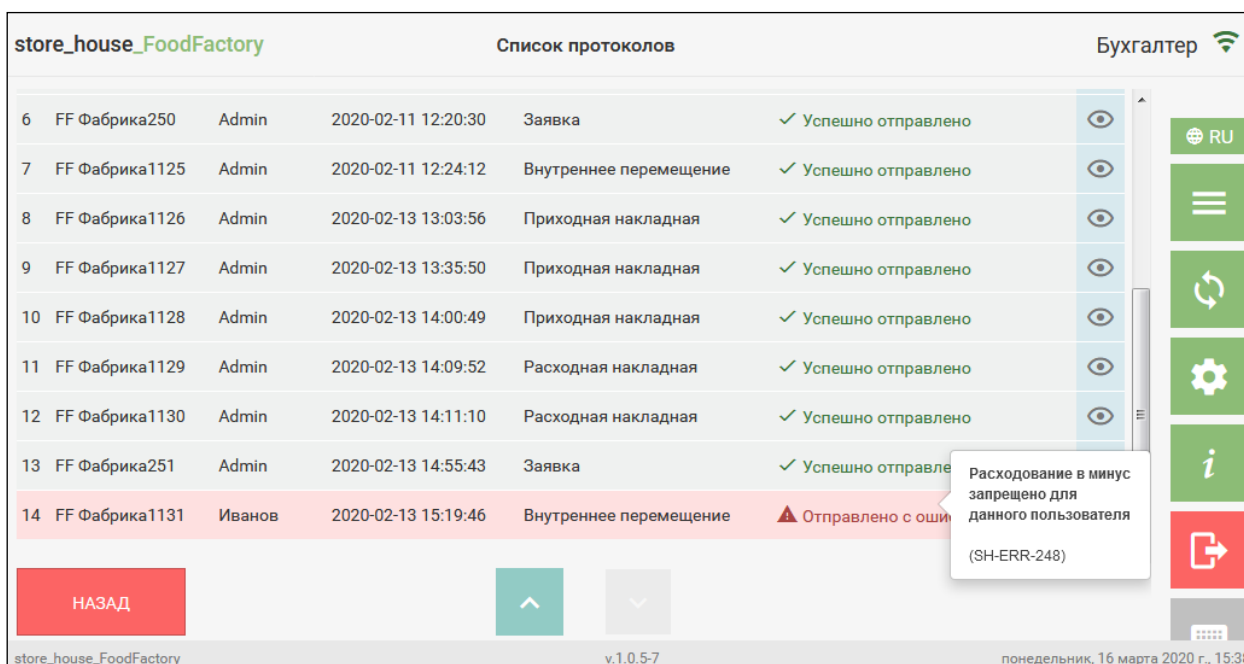 store_house_FoodFactory Список протоколов Бухгалтер
6 FF Фабрика250 Admin 2020-02-11 12:20:30 Заявка Успешно отправлено
RU
7 FF Фабрика1125 Admin 2020-02-11 12:24:12 Внутреннее перемещение Успешно отправлено
8 FF Фабрика1126 Admin 2020-02-13 13:03:56 Приходная накладная Успешно отправлено
9 FF Фабрика1127 Admin 2020-02-13 13:35:50 Приходная накладная Успешно отправлено
10 FF Фабрика1128 Admin 2020-02-13 14:00:49 Приходная накладная Успешно отправлено
11 FF Фабрика1129 Admin 2020-02-13 14:09:52 Расходная накладная Успешно отправлено
12 FF Фабрика1130 Admin 2020-02-13 14:11:10 Расходная накладная Успешно отправлено
13 FF Фабрика251 Admin 2020-02-13 14:55:43 Заявка Успешно отправле
14 FF Фабрика1131 Иванов 2020-02-13 15:19:46 Внутреннее перемещение Отправлено с оши
Расходование в минус
запрещено для
данного пользователя
(SH-ERR-248)
i
НАЗАД
store_house_FoodFactory v.1.0.5-7 понедельник, 16 марта 2020 г., 15:38